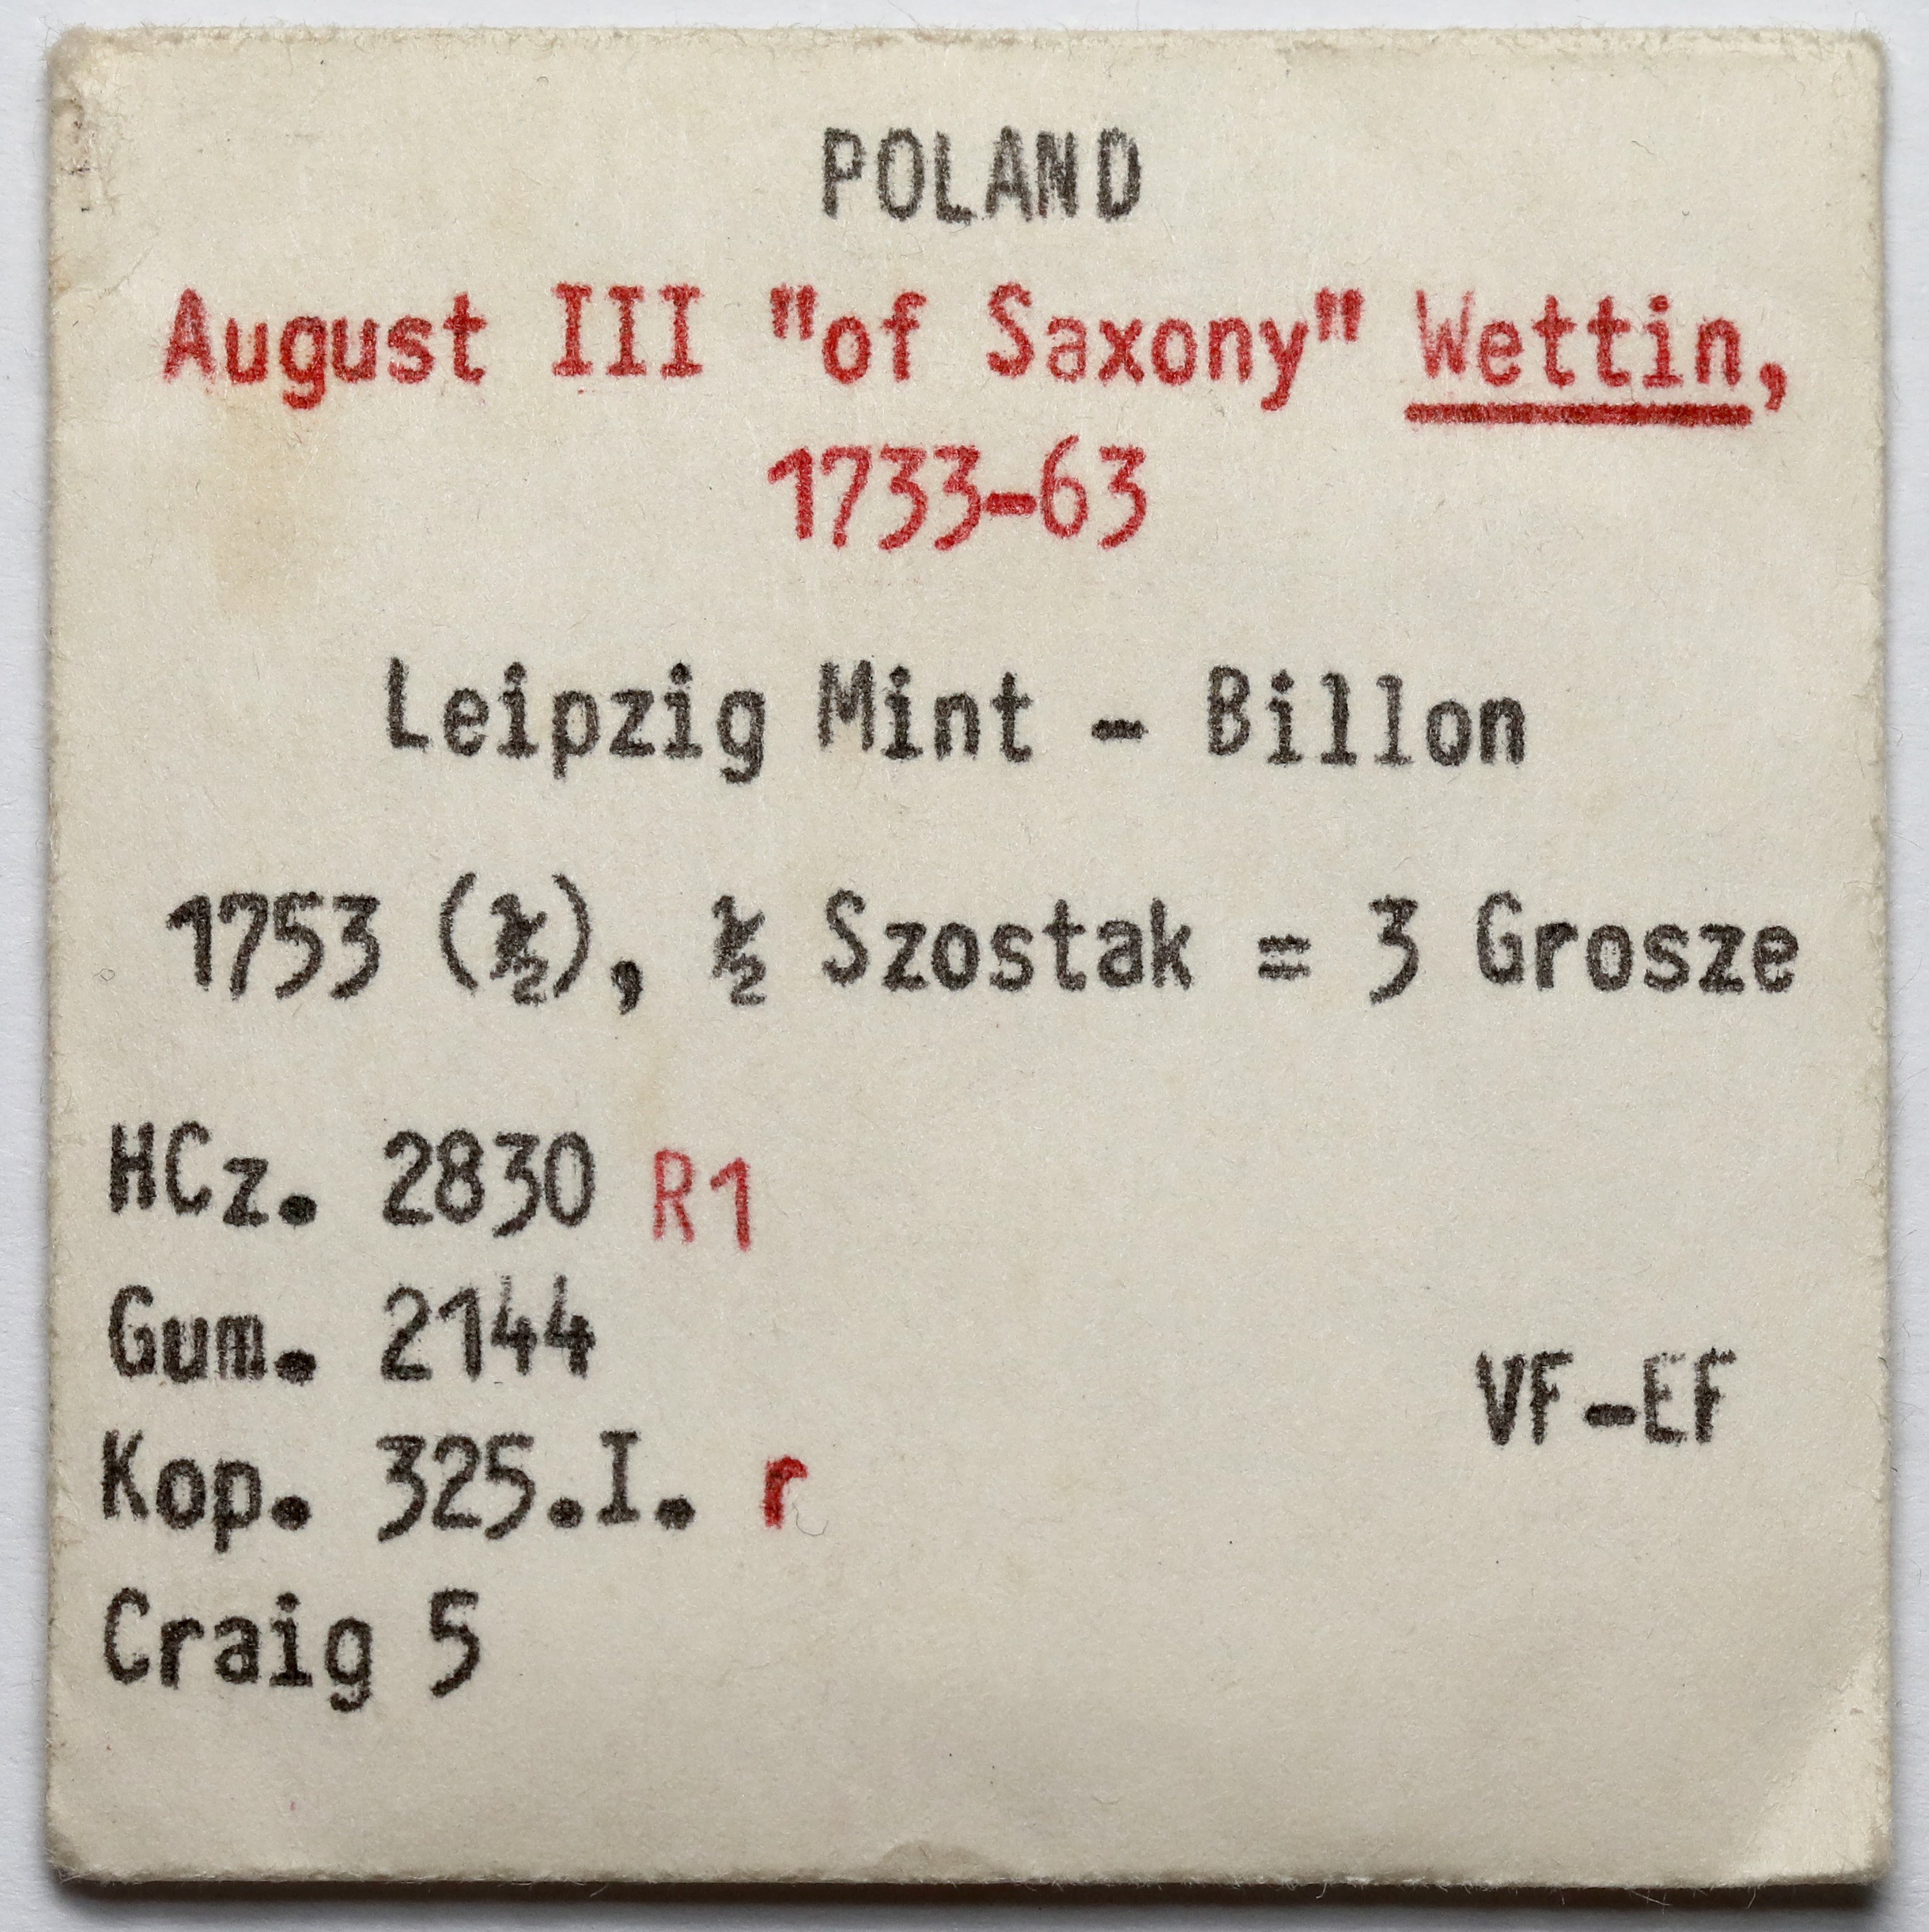 POLAND
August III "of Saxony" Wettin,
1733-63
Leipzig Mint - Billon
1753 (½), ½ Szostak = 3 Grosze
HCz. 2830 R1
Gum. 2144
VF-EF
Kop. 325.I. r
Craig 5